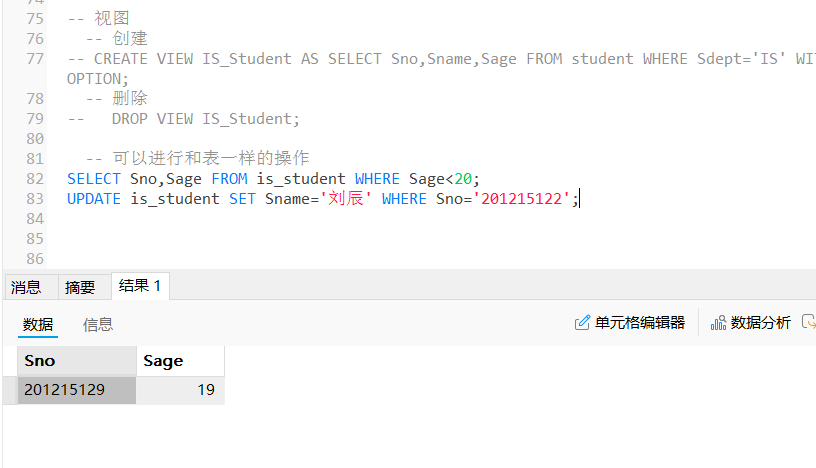 74
75 -- 视图
76 -- 创建
77 -- CREATE VIEW IS_Student AS SELECT Sno,Sname,Sage FROM student WHERE Sdept='IS'
OPTION;
78 -- 删除
79 -- DROP VIEW IS_Student;
80
81 -- 可以进行和表一样的操作
82 SELECT Sno,Sage FROM is_student WHERE Sage<20;
83 UPDATE is_student SET Sname='刘辰' WHERE Sno='201215122';
84
85
86
消息 摘要 结果 1
数据 信息 单元格编辑器 数据分析
Sno Sage
201215129 19